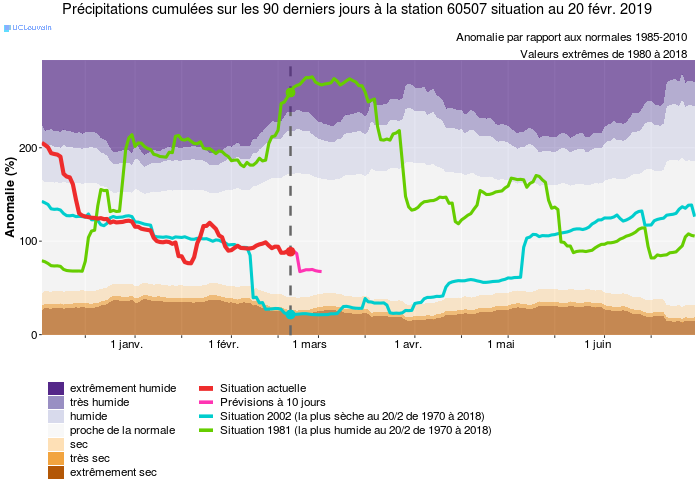 Précipitations cumulées sur les 90 derniers jours à la station 60507 situation au 20 févr. 2019
UCLouvain
Anomalie par rapport aux normales 1985-2010
Valeurs extrêmes de 1980 à 2018
Anomalie (%)
200
100
0
1 janv.
1 févr.
1 mars
1 avr.
1 mai
1 juin
extrêmement humide
très humide
humide
proche de la normale
sec
très sec
extrêmement sec
Situation actuelle
Prévisions à 10 jours
Situation 2002 (la plus sèche au 20/2 de 1970 à 2018)
Situation 1981 (la plus humide au 20/2 de 1970 à 2018)